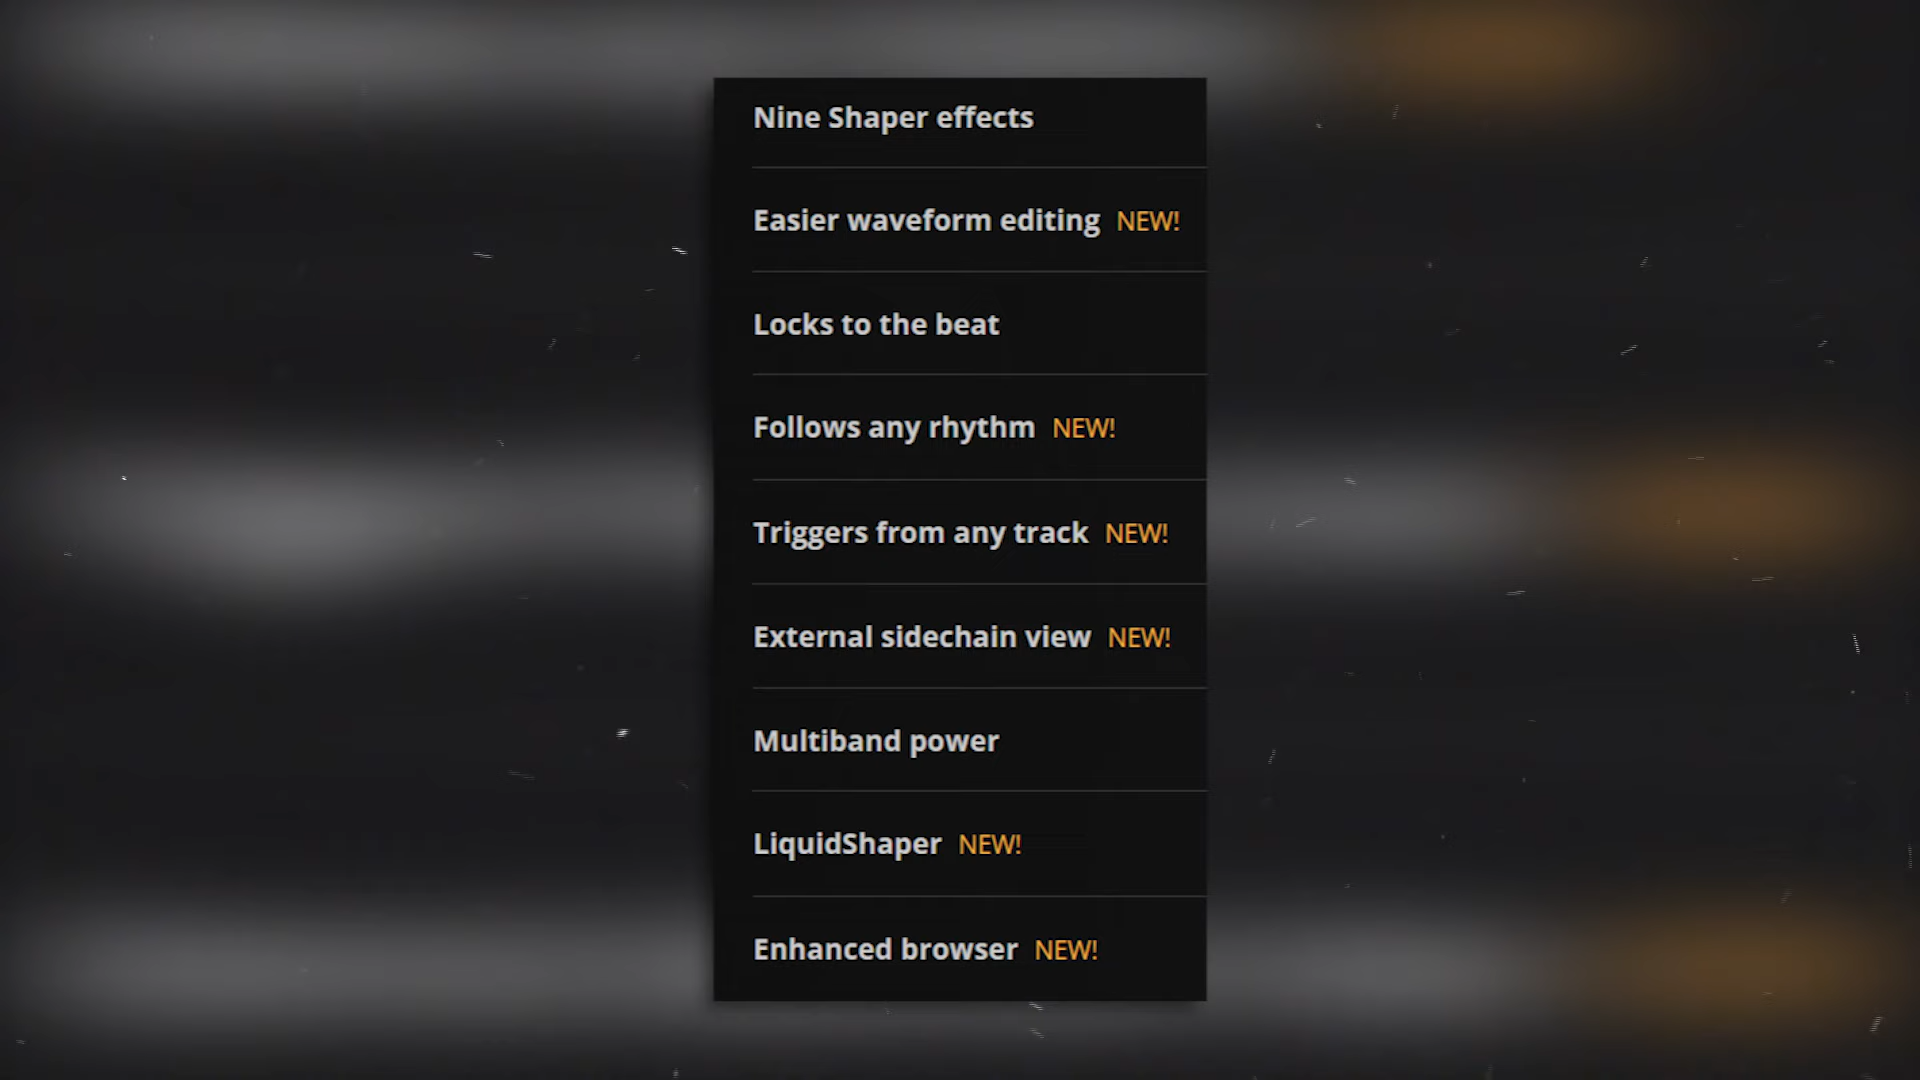 Nine Shaper effects
Easier waveform editing NEW!
Locks to the beat
Follows any rhythm NEW!
Triggers from any track NEW!
External sidechain view NEW!
Multiband power
LiquidShaper NEW!
Enhanced browser NEW!